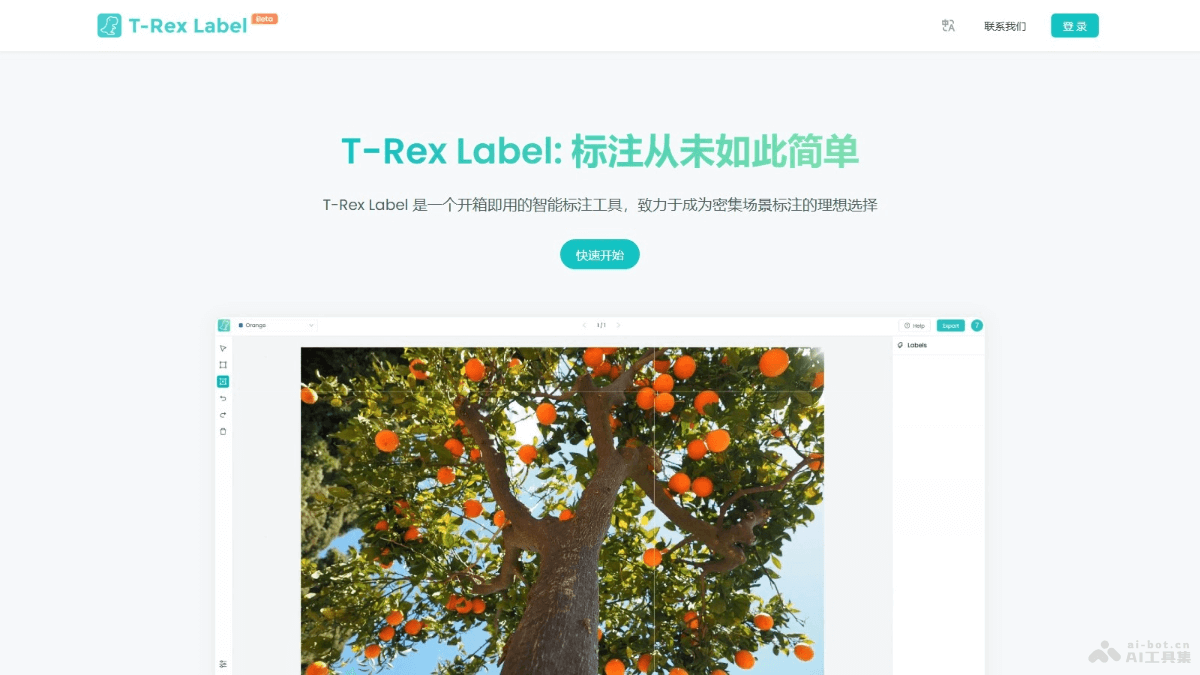 T-Rex Label Beta
联系我们
登 录
T-Rex Label: 标注从未如此简单
T-Rex Label 是一个开箱即用的智能标注工具，致力于成为密集场景标注的理想选择
快速开始
Orange
1/1
Help
Export
7
Labels
ai-bot.cn
AI工具集